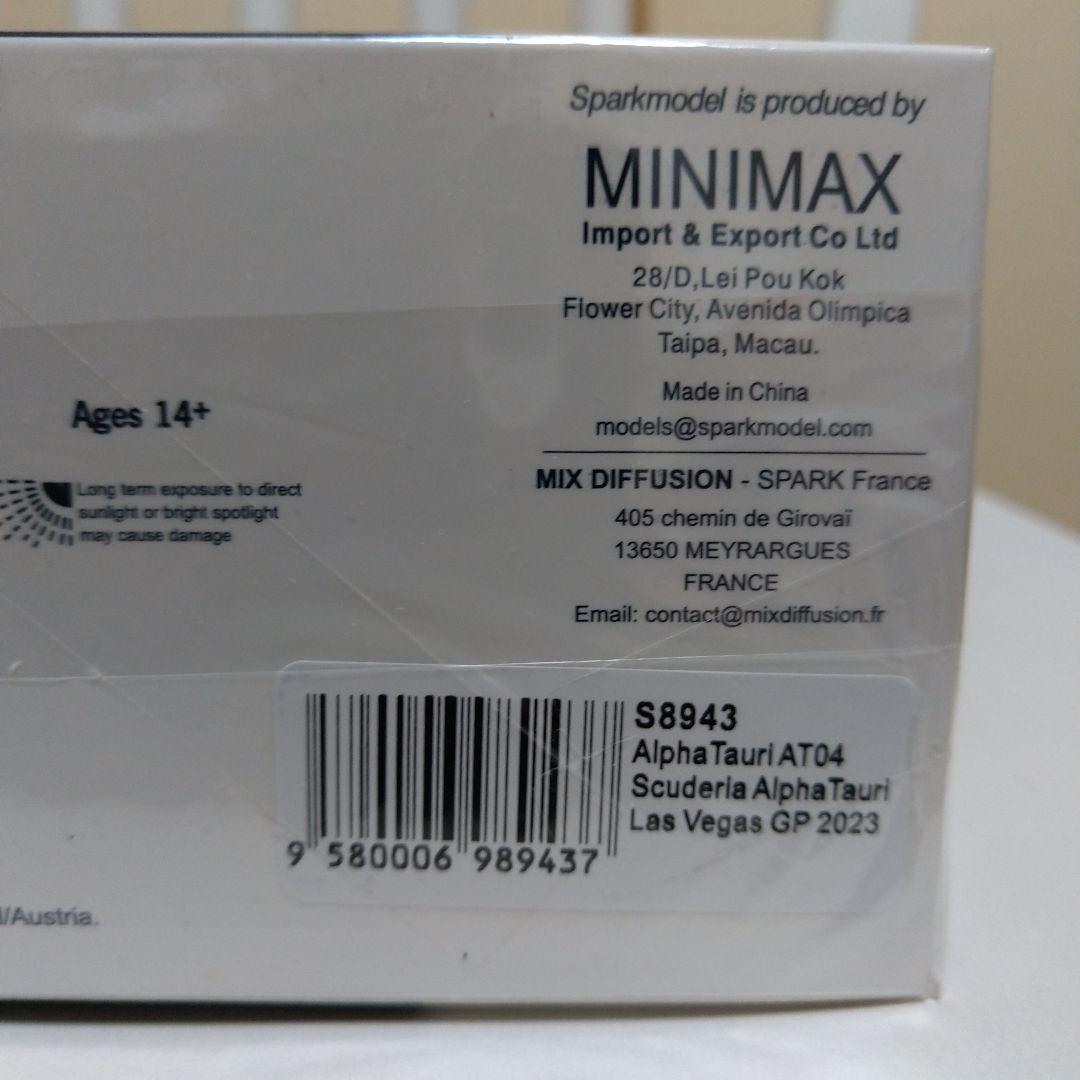 Sparkmodel is produced by
MINIMAX
Import & Export Co Ltd
28/D,Lei Pou Kok
Flower City, Avenida Olimpica
Taipa, Macau.
Made in China
models@sparkmodel.com
MIX DIFFUSION - SPARK France
405 chemin de Girovaï
13650 MEYRARGUES
FRANCE
Email: contact@mixdiffusion.fr
Ages 14+
Long term exposure to direct
sunlight or bright spotlight
may cause damage
S8943
AlphaTauri AT04
Scuderia AlphaTauri
Las Vegas GP 2023
9 580006 989437
/Austria.